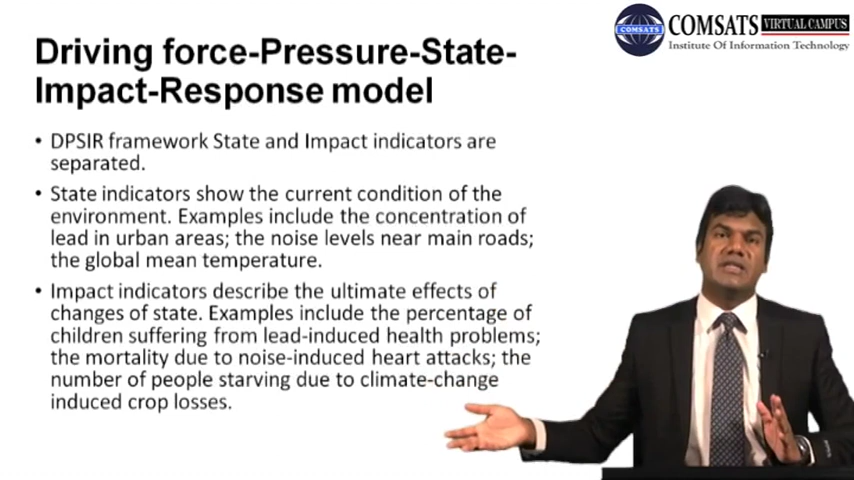 COMSATS
COMSATS VIRTUAL CAMPUS
Institute Of Information Technology
Driving force-Pressure-State-
Impact-Response model
• DPSIR framework State and Impact indicators are
separated.
• State indicators show the current condition of the
environment. Examples include the concentration of
lead in urban areas; the noise levels near main roads;
the global mean temperature.
• Impact indicators describe the ultimate effects of
changes of state. Examples include the percentage of
children suffering from lead-induced health problems;
the mortality due to noise-induced heart attacks; the
number of people starving due to climate-change
induced crop losses.